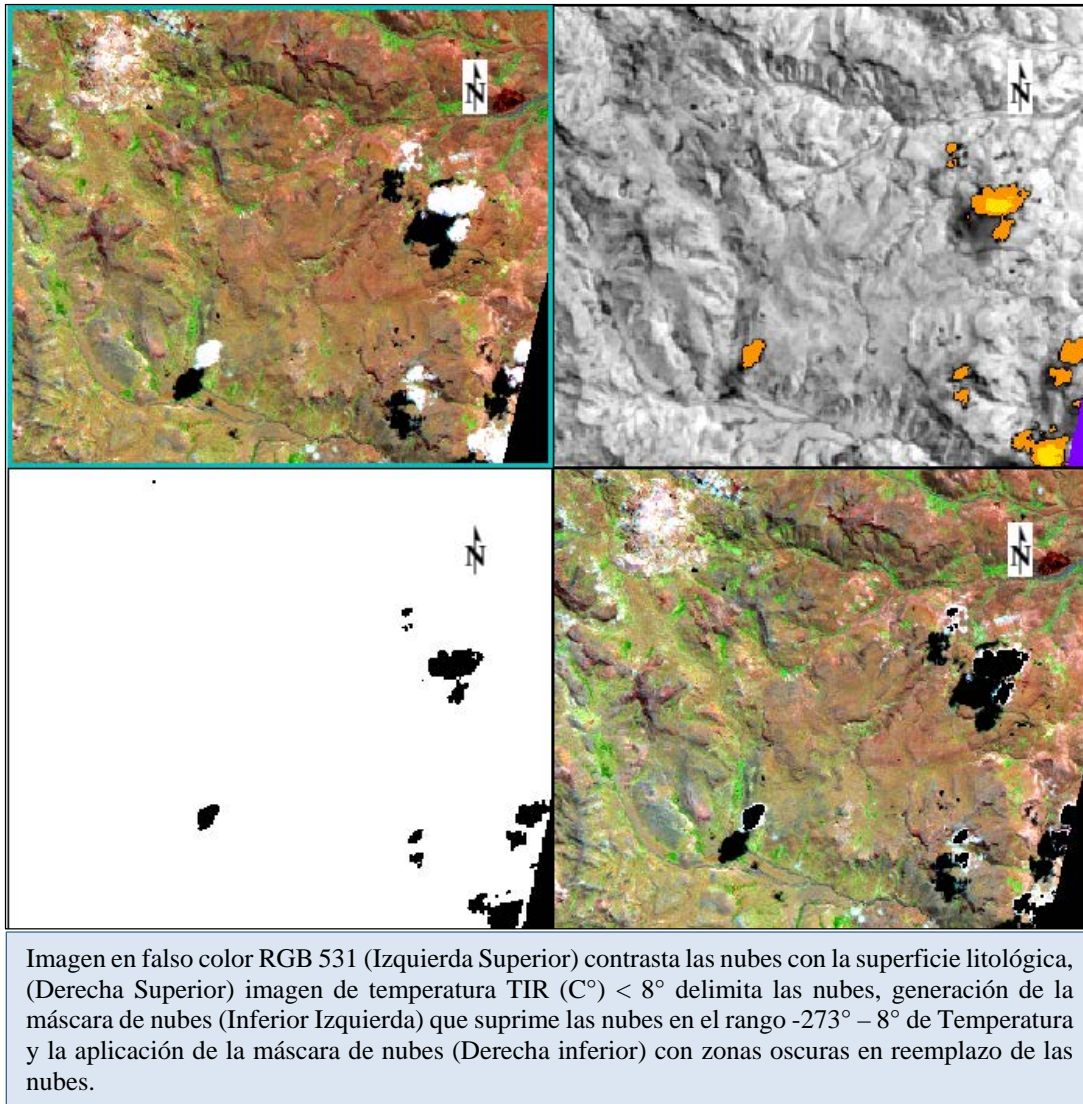 N
N
N
N
Imagen en falso color RGB 531 (Izquierda Superior) contrasta las nubes con la superficie litológica,
(Derecha Superior) imagen de temperatura TIR (C°) < 8° delimita las nubes, generación de la
máscara de nubes (Inferior Izquierda) que suprime las nubes en el rango -273° – 8° de Temperatura
y la aplicación de la máscara de nubes (Derecha inferior) con zonas oscuras en reemplazo de las
nubes.